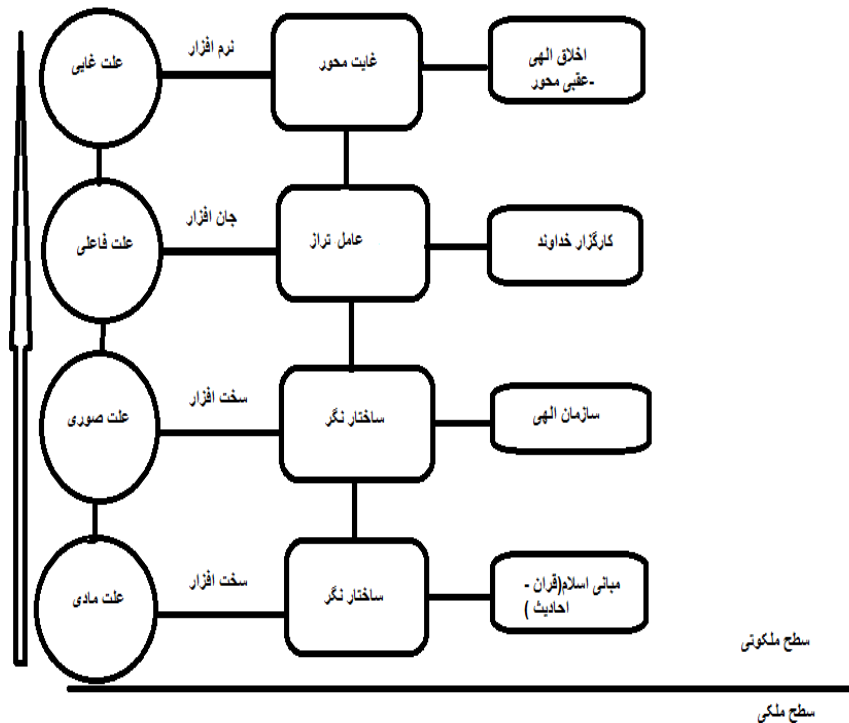 علت غایی
نرم افزار
غایت محور
اخلاق الهی
-عقبی محور
علت فاعلی
جان افزار
عامل تراز
کارگزار خداوند
علت صوری
سخت افزار
ساختار نگر
سازمان الهی
علت مادی
سخت افزار
ساختار نگر
مبانی اسلام(قران -
احادیث )
سطح ملکوتی
سطح ملکی